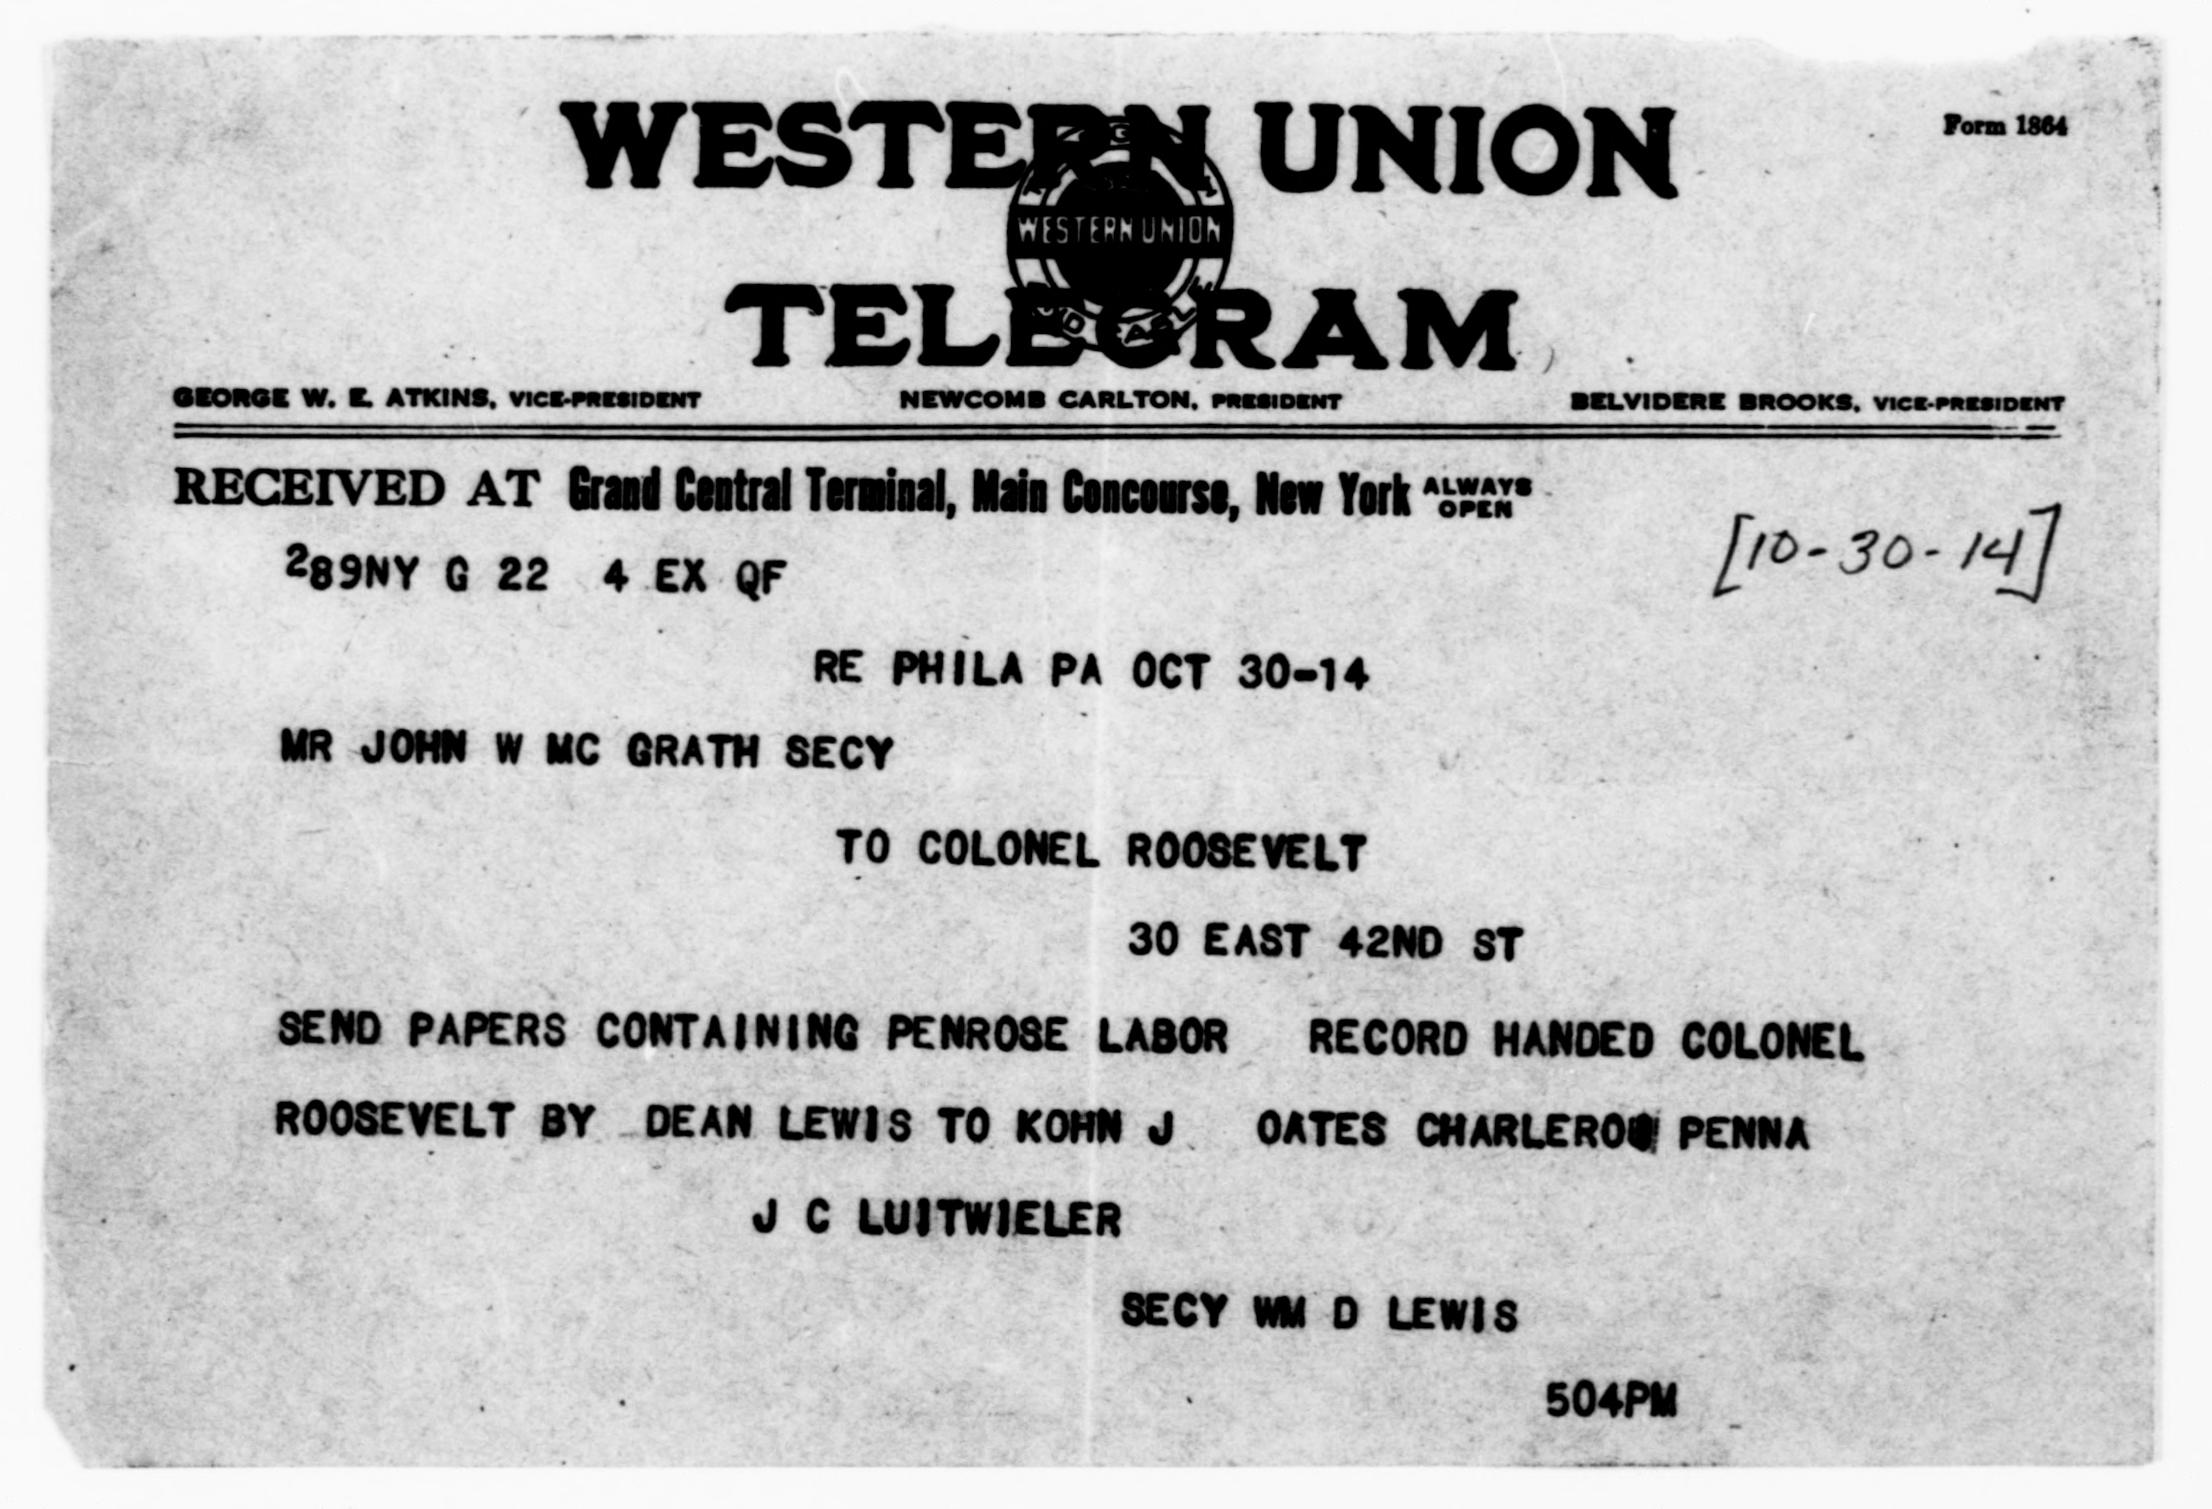 WESTERN UNION
Form 1864
WESTERN UNION
TELEGRAM
GEORGE W. E. ATKINS, VICE-PRESIDENT NEWCOMB CARLTON, PRESIDENT BELVIDERE BROOKS, VICE-PRESIDENT
RECEIVED AT Grand Central Terminal, Main Concourse, New York ALWAYS OPEN
[10-30-14]
289NY G 22 4 EX QF
RE PHILA PA OCT 30-14
MR JOHN W MC GRATH SECY
TO COLONEL ROOSEVELT
30 EAST 42ND ST
SEND PAPERS CONTAINING PENROSE LABOR RECORD HANDED COLONEL
ROOSEVELT BY DEAN LEWIS TO KOHN J OATES CHARLEROI PENNA
J C LUITWIELER
SECY WM D LEWIS
504PM